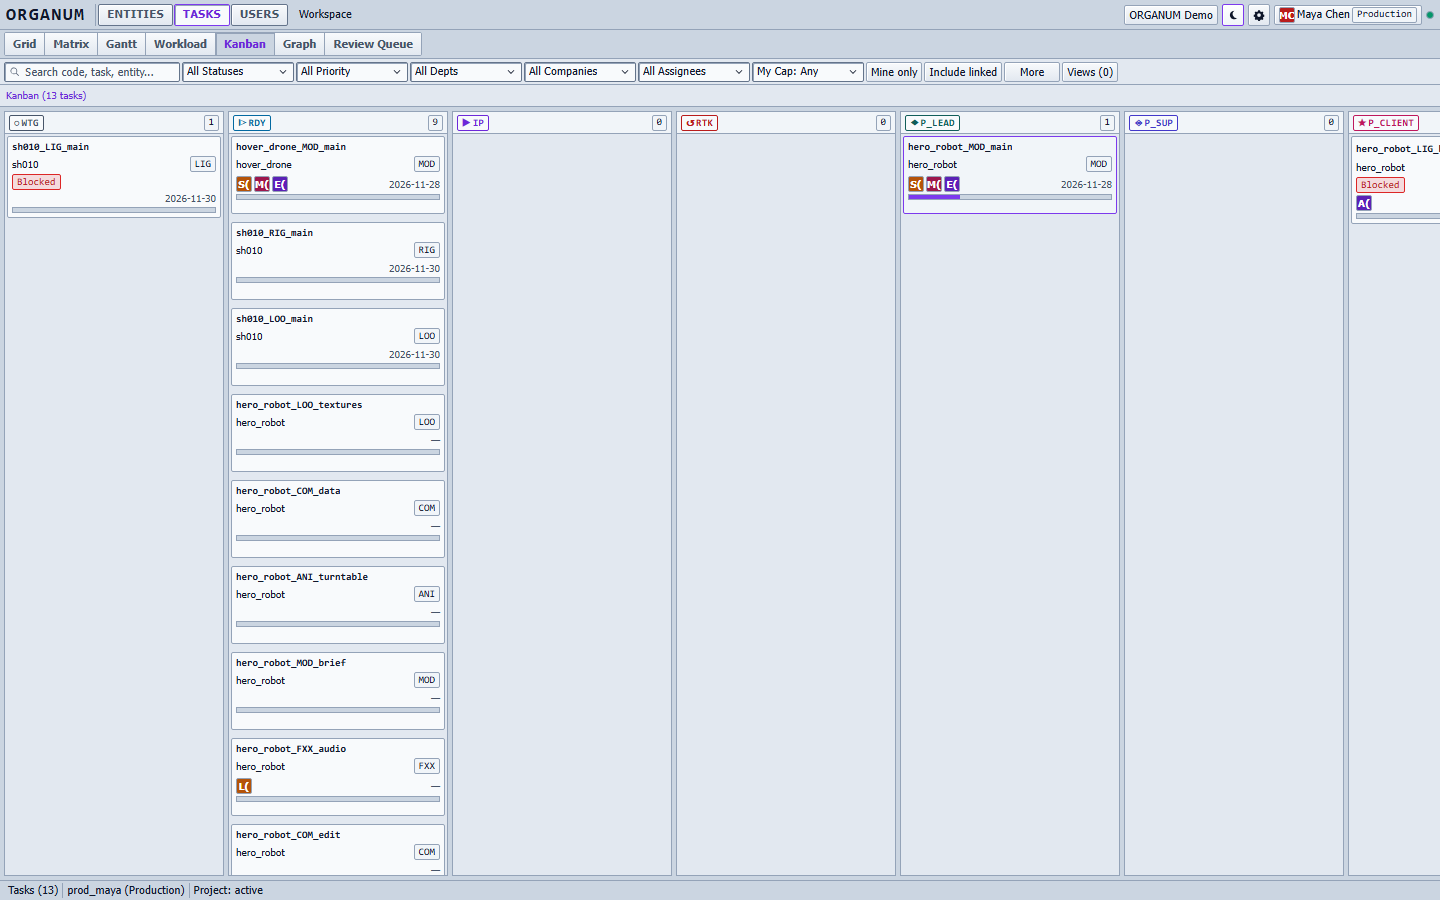 ORGANUM ENTITIES TASKS USERS Workspace ORGANUM Demo MC Maya Chen Production
Grid Matrix Gantt Workload Kanban Graph Review Queue
Search code, task, entity... All Statuses All Priority All Depts All Companies All Assignees My Cap: Any Mine only Include linked More Views (0)
Kanban (13 tasks)
WTG 1
sh010_LIG_main
sh010 LIG
Blocked
2026-11-30
RDY 9
hover_drone_MOD_main
hover_drone MOD
S( M( E( 2026-11-28
sh010_RIG_main
sh010 RIG
2026-11-30
sh010_LOO_main
sh010 LOO
2026-11-30
hero_robot_LOO_textures
hero_robot LOO
—
hero_robot_COM_data
hero_robot COM
—
hero_robot_ANI_turntable
hero_robot ANI
—
hero_robot_MOD_brief
hero_robot MOD
—
hero_robot_FXX_audio
hero_robot FXX
L( —
hero_robot_COM_edit
hero_robot COM
—
IP 0
RTK 0
P_LEAD 1
hero_robot_MOD_main
hero_robot MOD
S( M( E( 2026-11-28
P_SUP 0
P_CLIENT
hero_robot_LIG_
hero_robot
Blocked
A(
Tasks (13) prod_maya (Production) Project: active